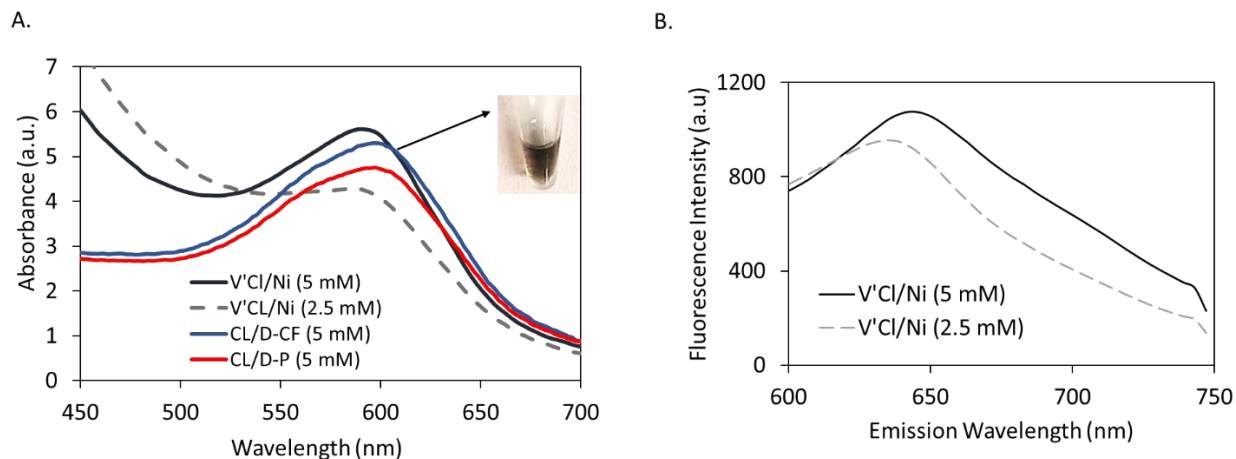 A.
7
6
5
4
3
2
1
0
Absorbance (a.u.)
V'Cl/Ni (5 mM)
V'CL/Ni (2.5 mM)
CL/D-CF (5 mM)
CL/D-P (5 mM)
450 500 550 600 650 700
Wavelength (nm)
B.
1200
800
400
0
Fluorescence Intensity (a.u)
V'Cl/Ni (5 mM)
V'Cl/Ni (2.5 mM)
600 650 700 750
Emission Wavelength (nm)